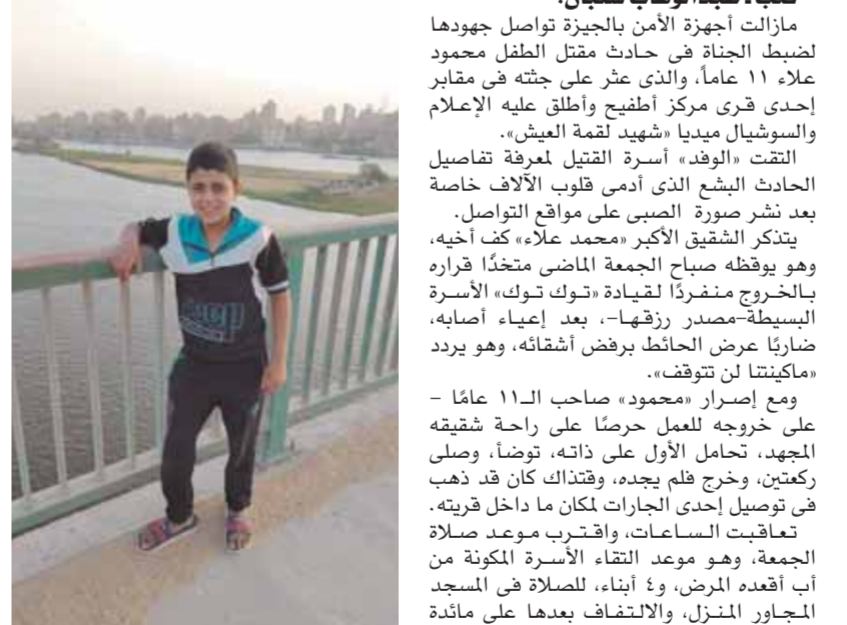 مازالت أجهزة الأمن بالجيزة تواصل جهودها
لضبط الجناة فى حادث مقتل الطفل محمود
علاء ١١ عاماً، والذى عثر على جثته فى مقابر
إحدى قرى مركز أطفيح وأطلق عليه الإعلام
والسوشيال ميديا «شهيد لقمة العيش».
التقت «الوفد» أسرة القتيل لمعرفة تفاصيل
الحادث البشع الذى أدمى قلوب الآلاف خاصة
بعد نشر صورة الصبى على مواقع التواصل.
يتذكر الشقيق الأكبر «محمد علاء» كف أخيه،
وهو يوقظه صباح الجمعة الماضى متخذًا قراره
بالخروج منفردًا لقيادة «توك توك» الأسرة
البسيطة-مصدر رزقها-، بعد إعياء أصابه،
ضاربًا عرض الحائط برفض أشقائه، وهو يردد
«ماكينتنا لن تتوقف».
ومع إصرار «محمود» صاحب الـ١١ عامًا –
على خروجه للعمل حرصًا على راحة شقيقه
المجهد، تحامل الأول على ذاته، توضأ، وصلى
ركعتين، وخرج فلم يجده، وقتذاك كان قد ذهب
فى توصيل إحدى الجارات لمكان ما داخل قريته.
تعاقبت الساعات، واقترب موعد صلاة
الجمعة، وهو موعد التقاء الأسرة المكونة من
أب أقعده المرض، و٤ أبناء، للصلاة فى المسجد
المجاور المنزل، والالتفاف بعدها على مائدة